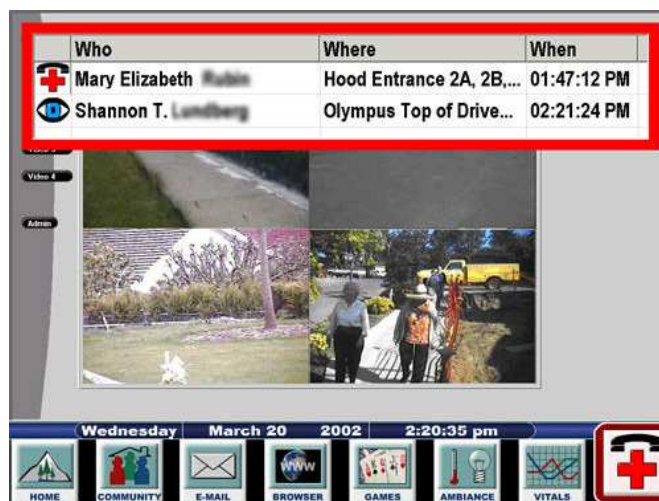 Who Where When
Mary Elizabeth Hood Entrance 2A, 2B,... 01:47:12 PM
Shannon T. Olympus Top of Drive... 02:21:24 PM
Video 4
Admin
Wednesday March 20 2002 2:20:35 pm
WWW
HOME COMMUNITY E-MAIL BROWSER GAMES AMBIANCE VITALS